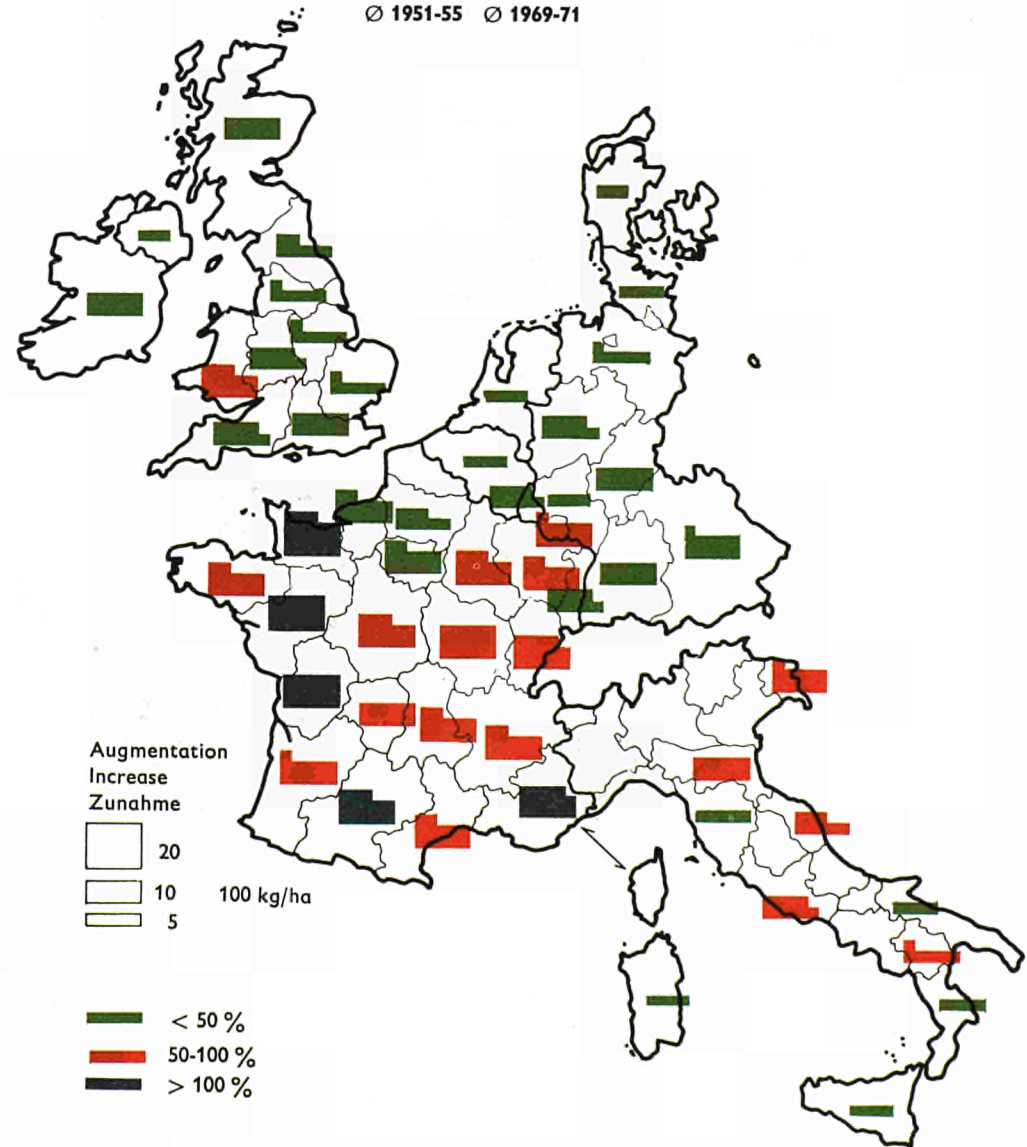 Ø 1951-55 Ø 1969-71
Augmentation
Increase
Zunahme
20
10 100 kg/ha
5
< 50 %
50-100 %
> 100 %